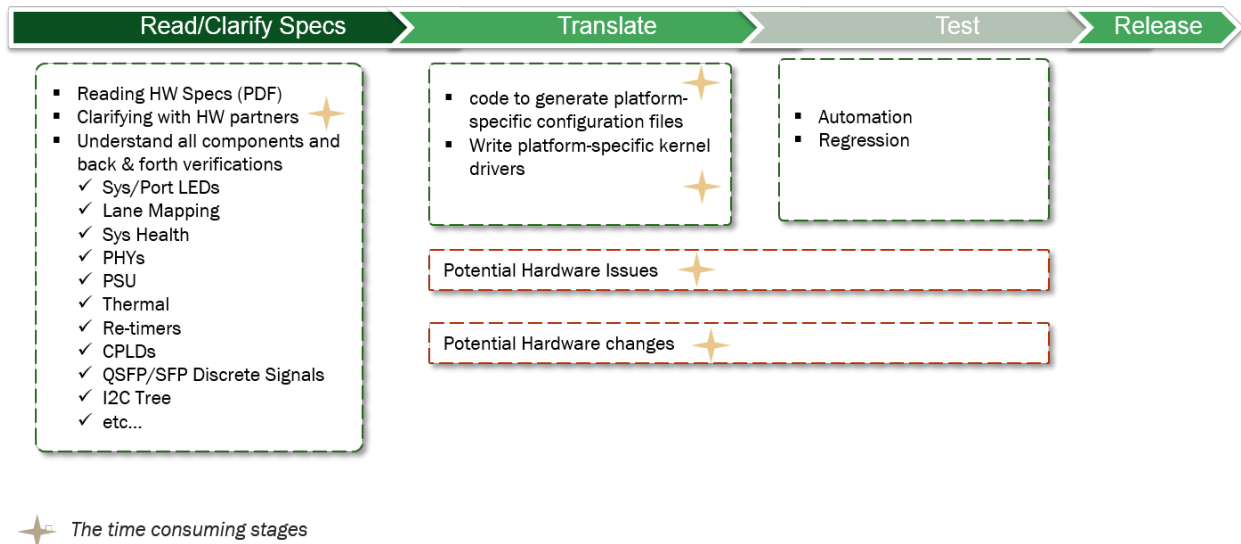 Read/Clarify Specs
Translate
Test
Release
▪ Reading HW Specs (PDF)
▪ Clarifying with HW partners
▪ Understand all components and
back & forth verifications
✓ Sys/Port LEDs
✓ Lane Mapping
✓ Sys Health
✓ PHYs
✓ PSU
✓ Thermal
✓ Re-timers
✓ CPLDs
✓ QSFP/SFP Discrete Signals
✓ I2C Tree
✓ etc...
▪ code to generate platform-
specific configuration files
▪ Write platform-specific kernel
drivers
▪ Automation
▪ Regression
Potential Hardware Issues
Potential Hardware changes
The time consuming stages